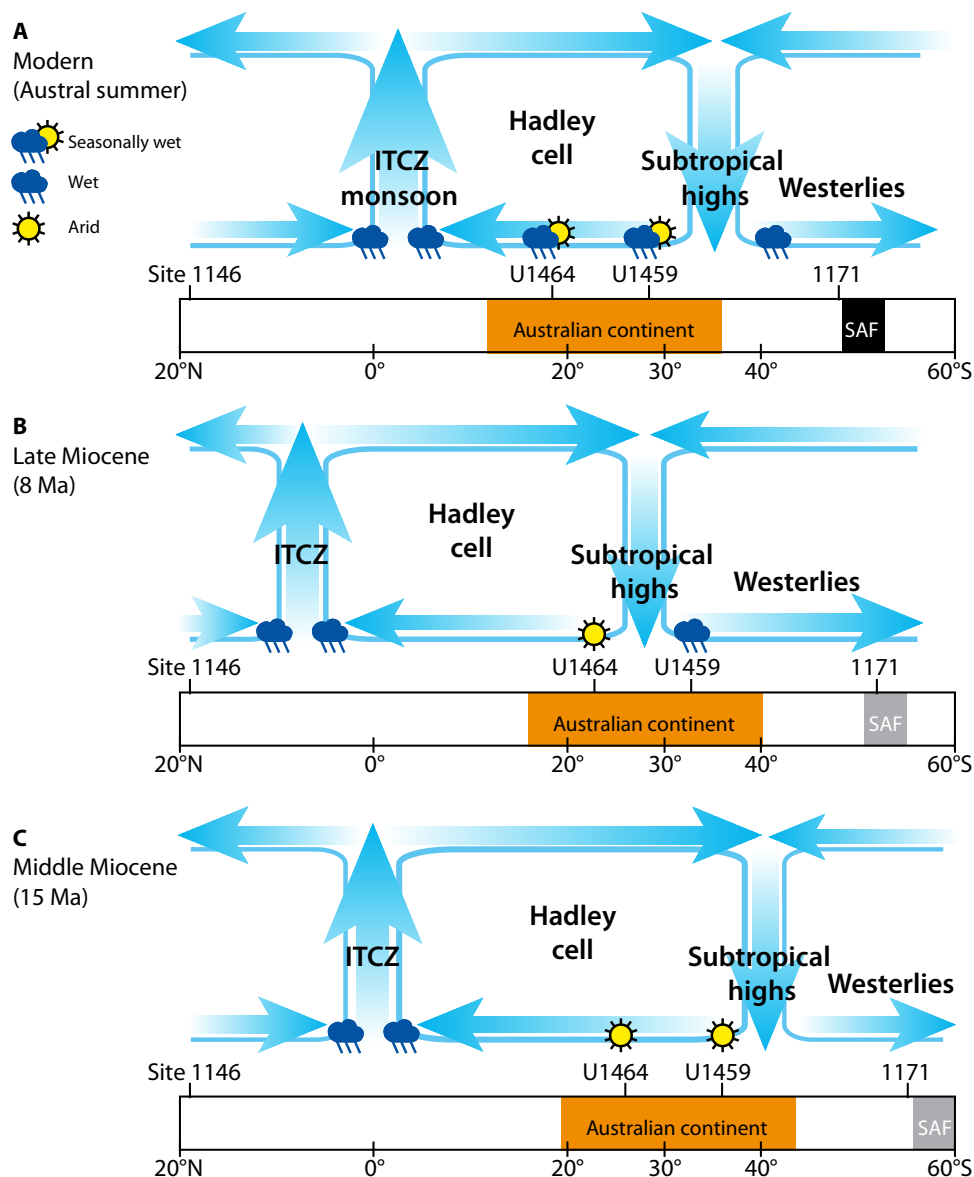 A
Modern
(Austral summer)
Seasonally wet
Wet
Arid
Hadley
cell
ITCZ
monsoon
Subtropical
highs
Westerlies
Site 1146
U1464
U1459
1171
Australian continent
SAF
20°N
0°
20°
30°
40°
60°S
B
Late Miocene
(8 Ma)
Hadley
cell
ITCZ
Subtropical
highs
Westerlies
Site 1146
U1464
U1459
1171
Australian continent
SAF
20°N
0°
20°
30°
40°
60°S
C
Middle Miocene
(15 Ma)
Hadley
cell
ITCZ
Subtropical
highs
Westerlies
Site 1146
U1464
U1459
1171
Australian continent
SAF
20°N
0°
20°
30°
40°
60°S